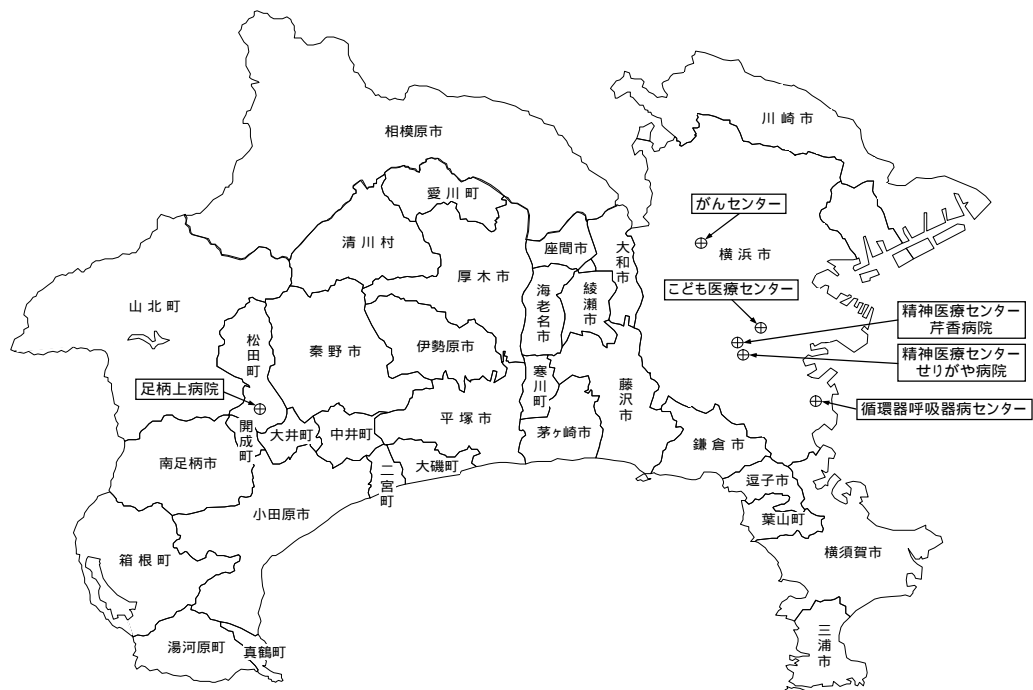 川崎市
相模原市
愛川町
がんセンター
清川村
座間市
大和市
横浜市
厚木市
こども医療センター
海老名市
綾瀬市
山北町
精神医療センター
芹香病院
松田町
秦野市
伊勢原市
精神医療センター
せりがや病院
足柄上病院
寒川町
藤沢市
循環器呼吸器病センター
開成町
大井町
中井町
平塚市
茅ヶ崎市
鎌倉市
南足柄市
二宮町
大磯町
逗子市
小田原市
葉山町
箱根町
横須賀市
湯河原町
真鶴町
三浦市